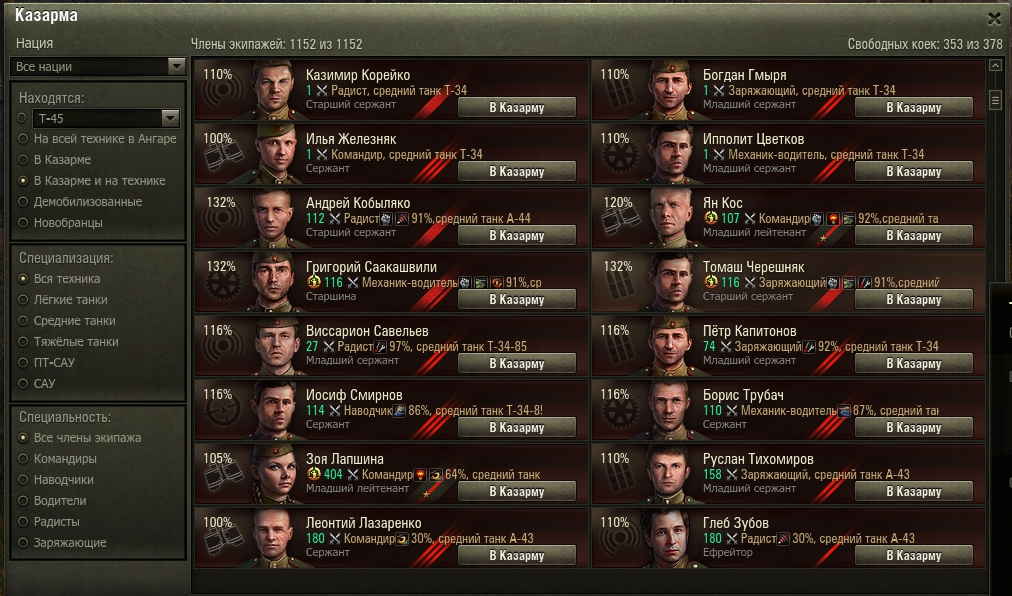 Казарма
Нация
Члены экипажей: 1152 из 1152
Свободных коек: 353 из 378
Все нации
Находятся:
Т-45
На всей технике в Ангаре
В Казарме
В Казарме и на технике
Демобилизованные
Новобранцы
Специализация:
Вся техника
Лёгкие танки
Средние танки
Тяжёлые танки
ПТ-САУ
САУ
Специальность:
Все члены экипажа
Командиры
Наводчики
Водители
Радисты
Заряжающие
110% Казимир Корейко
1 Радист, средний танк Т-34
Старший сержант
В Казарму
110% Богдан Гмыря
1 Заряжающий, средний танк Т-34
Младший сержант
В Казарму
100% Илья Железняк
1 Командир, средний танк Т-34
Сержант
В Казарму
110% Ипполит Цветков
1 Механик-водитель, средний танк Т-34
Младший сержант
В Казарму
132% Андрей Кобыляко
112 Радист 91%,средний танк А-44
Старший сержант
В Казарму
120% Ян Кос
107 Командир 92%,средний та
Младший лейтенант
В Казарму
132% Григорий Саакашвили
116 Механик-водитель 91%,ср
Старшина
В Казарму
132% Томаш Черешняк
116 Заряжающий 91%,средний
Старший сержант
В Казарму
116% Виссарион Савельев
27 Радист 97%, средний танк Т-34-85
Младший сержант
В Казарму
116% Пётр Капитонов
74 Заряжающий 92%, средний танк Т-34
Младший сержант
В Казарму
116% Иосиф Смирнов
114 Наводчик 86%, средний танк Т-34-8
Сержант
В Казарму
116% Борис Трубач
110 Механик-водитель 87%, средний тан
Сержант
В Казарму
105% Зоя Лапшина
404 Командир 64%, средний танк
Младший лейтенант
В Казарму
110% Руслан Тихомиров
158 Заряжающий, средний танк А-43
Младший сержант
В Казарму
100% Леонтий Лазаренко
180 Командир 30%, средний танк А-43
Сержант
В Казарму
110% Глеб Зубов
180 Радист 30%, средний танк А-43
Ефрейтор
В Казарму